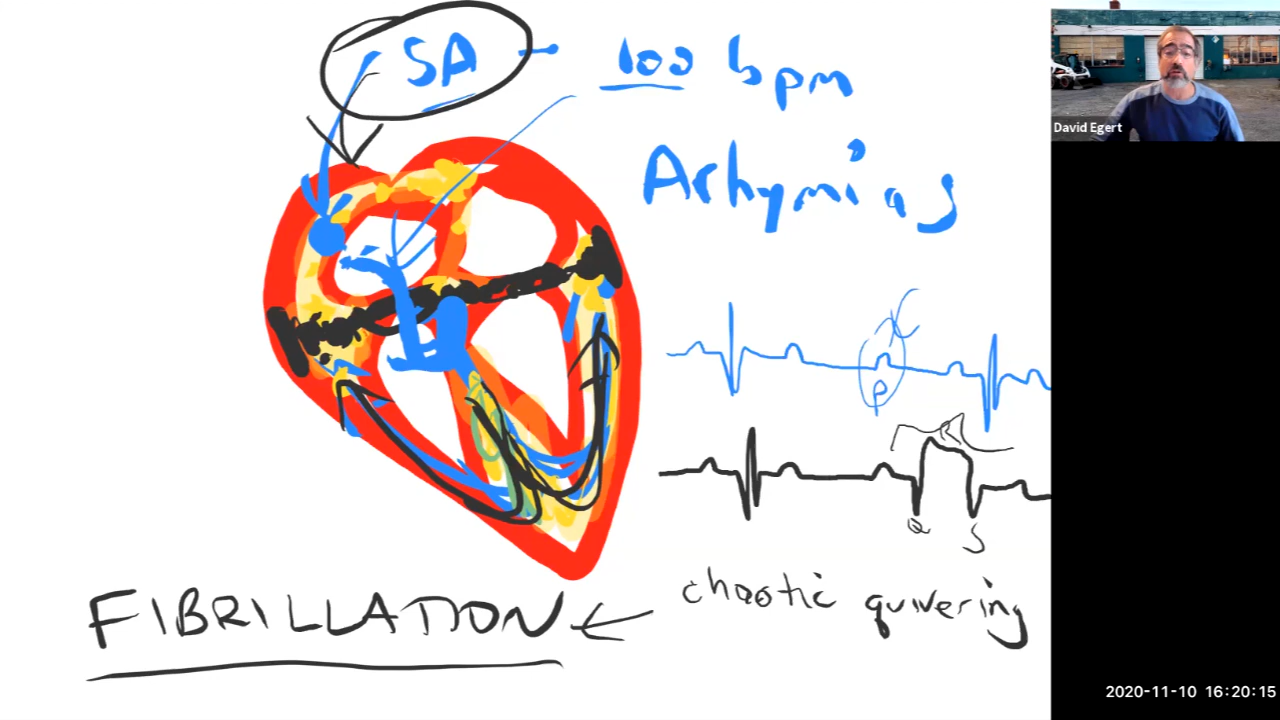 SA - 100 bpm
Arhymias
David Egert
P
Q
S
chaotic quivering
FIBRILLATION
2020-11-10 16:20:15